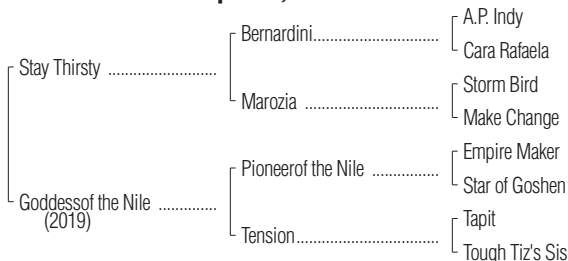 A.P. Indy
Bernardini
Cara Rafaela
Stay Thirsty
Storm Bird
Marozia
Make Change
Empire Maker
Pioneerof the Nile
Star of Goshen
Goddessof the Nile
(2019)
Tapit
Tension
Tough Tiz's Sis